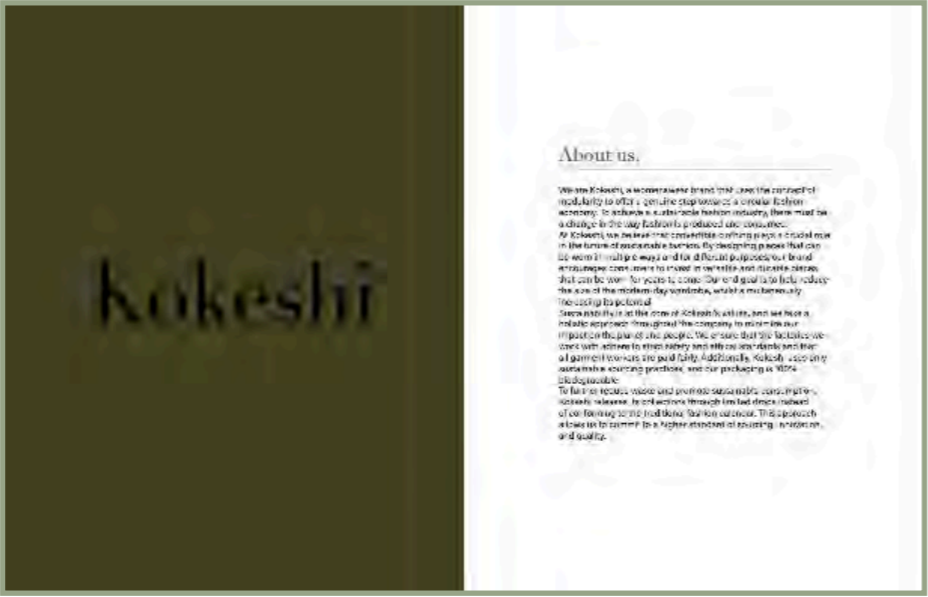 Kokeshi
About us.
We are Kokeshi, a womenswear brand that uses the concept of
modularity to offer a genuine step towards a circular fashion
economy. To achieve a sustainable fashion industry, there must be
a change in the way fashion is produced and consumed.
At Kokeshi, we believe that convertible clothing plays a crucial role
in the future of sustainable fashion. By designing pieces that can
be worn in multiple ways and for different purposes, our brand
encourages consumers to invest in versatile and durable pieces
that can be worn for years to come. Our end goal is to help reduce
the size of the modern-day wardrobe, whilst simultaneously
increasing its potential.
Sustainability is at the core of Kokeshi's values, and we take a
holistic approach throughout the company to minimise our
impact on the planet and people. We ensure that the factories we
work with adhere to strict safety and ethical standards and that
all garment workers are paid fairly. Additionally, Kokeshi uses only
sustainable sourcing practices, and our packaging is 100%
biodegradable.
To further reduce waste and promote sustainable consumption,
Kokeshi releases its collections through limited drops instead
of conforming to the traditional fashion calendar. This approach
allows us to commit to a higher standard of sourcing, innovation,
and quality.